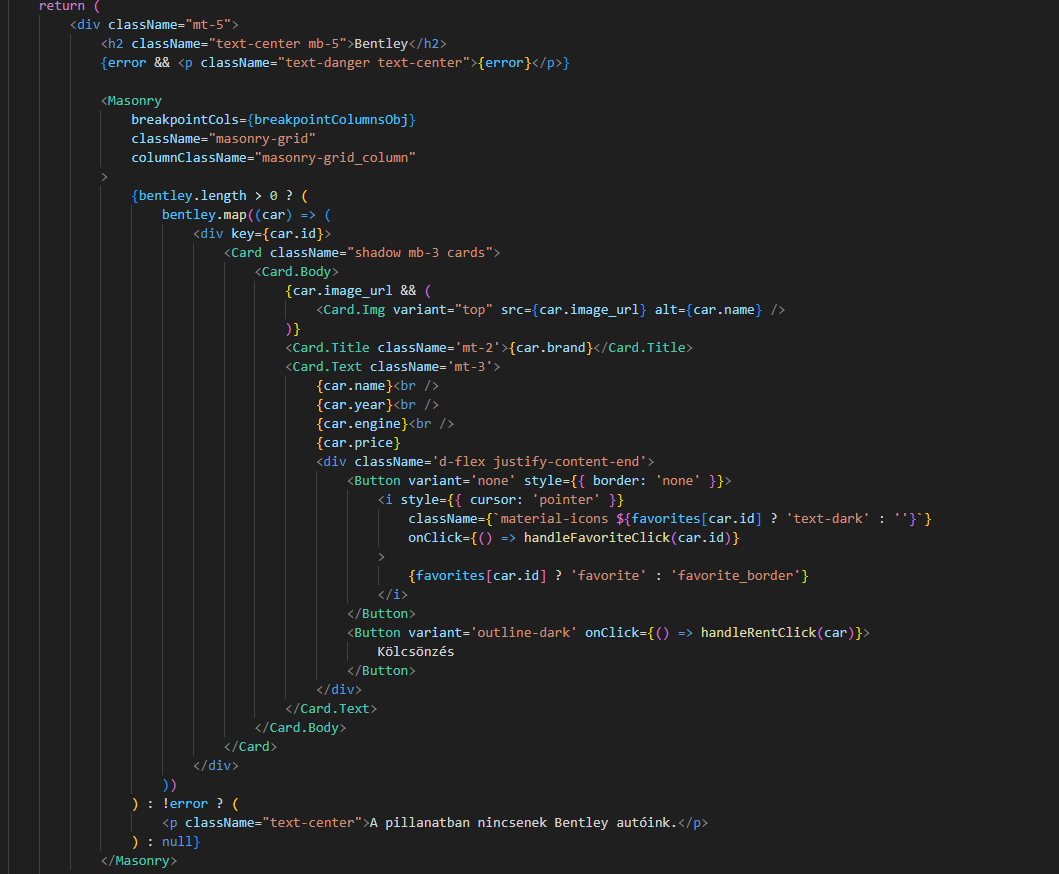 return (
<div className="mt-5">
<h2 className="text-center mb-5">Bentley</h2>
{error && <p className="text-danger text-center">{error}</p>}
<Masonry
breakpointCols={breakpointColumnsObj}
className="masonry-grid"
columnClassName="masonry-grid_column"
>
{bentley.length > 0 ? (
bentley.map((car) => (
<div key={car.id}>
<Card className="shadow mb-3 cards">
<Card.Body>
{car.image_url && (
<Card.Img variant="top" src={car.image_url} alt={car.name} />
)}
<Card.Title className='mt-2'>{car.brand}</Card.Title>
<Card.Text className='mt-3'>
{car.name}<br />
{car.year}<br />
{car.engine}<br />
{car.price}
<div className='d-flex justify-content-end'>
<Button variant='none' style={{ border: 'none' }}>
<i style={{ cursor: 'pointer' }}
className={`material-icons ${favorites[car.id] ? 'text-dark' : ''}`}
onClick={() => handleFavoriteClick(car.id)}
>
{favorites[car.id] ? 'favorite' : 'favorite_border'}
</i>
</Button>
<Button variant='outline-dark' onClick={() => handleRentClick(car)}>
Kölcsönzés
</Button>
</div>
</Card.Text>
</Card.Body>
</Card>
</div>
))
) : !error ? (
<p className="text-center">A pillanatban nincsenek Bentley autóink.</p>
) : null}
</Masonry>